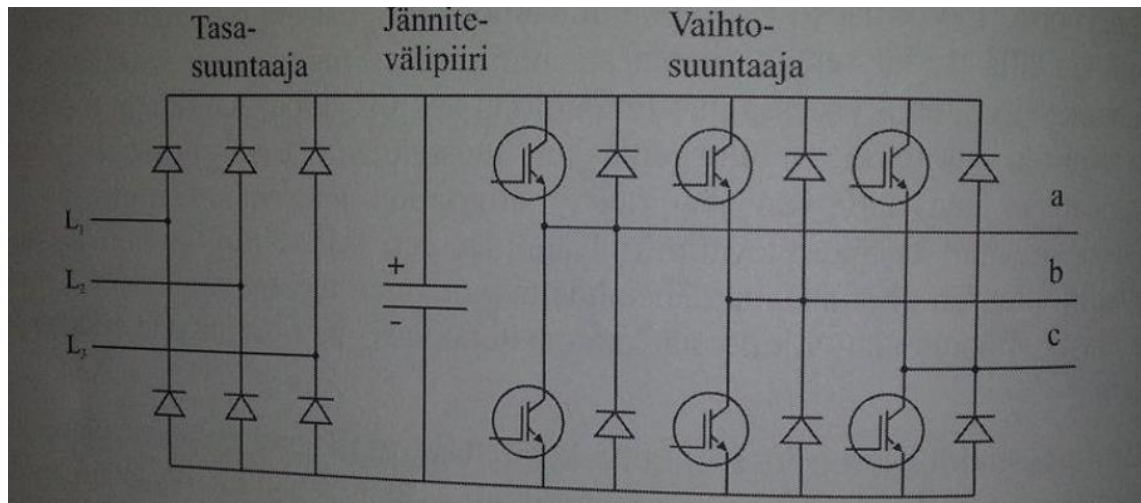 Tasa-
suuntaaja
Jännite-
välipiiri
Vaihto-
suuntaaja
L₁
L₂
L₃
+
-
a
b
c